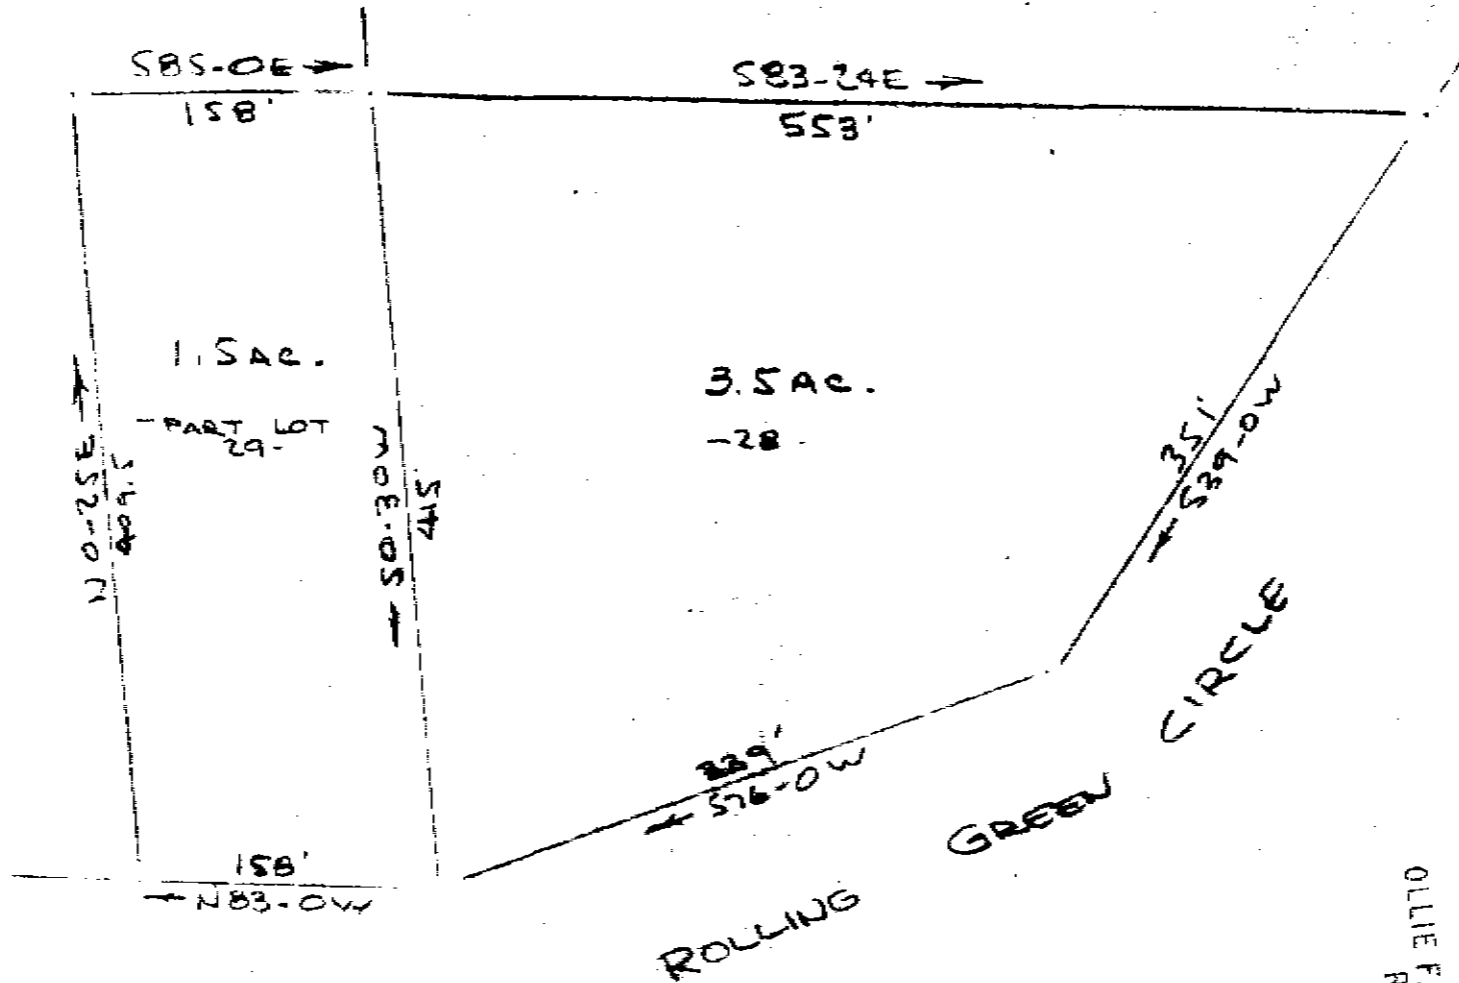 S85-0E
158'
S83-24E
553'
1.5 AC.
-PART LOT
29-
3.5 AC.
-28
N 0-25E
409.5
S0-30W
415
351'
S39-0W
339'
S76-0W
158'
N83-0W
ROLLING GREEN CIRCLE
OLLIE F.